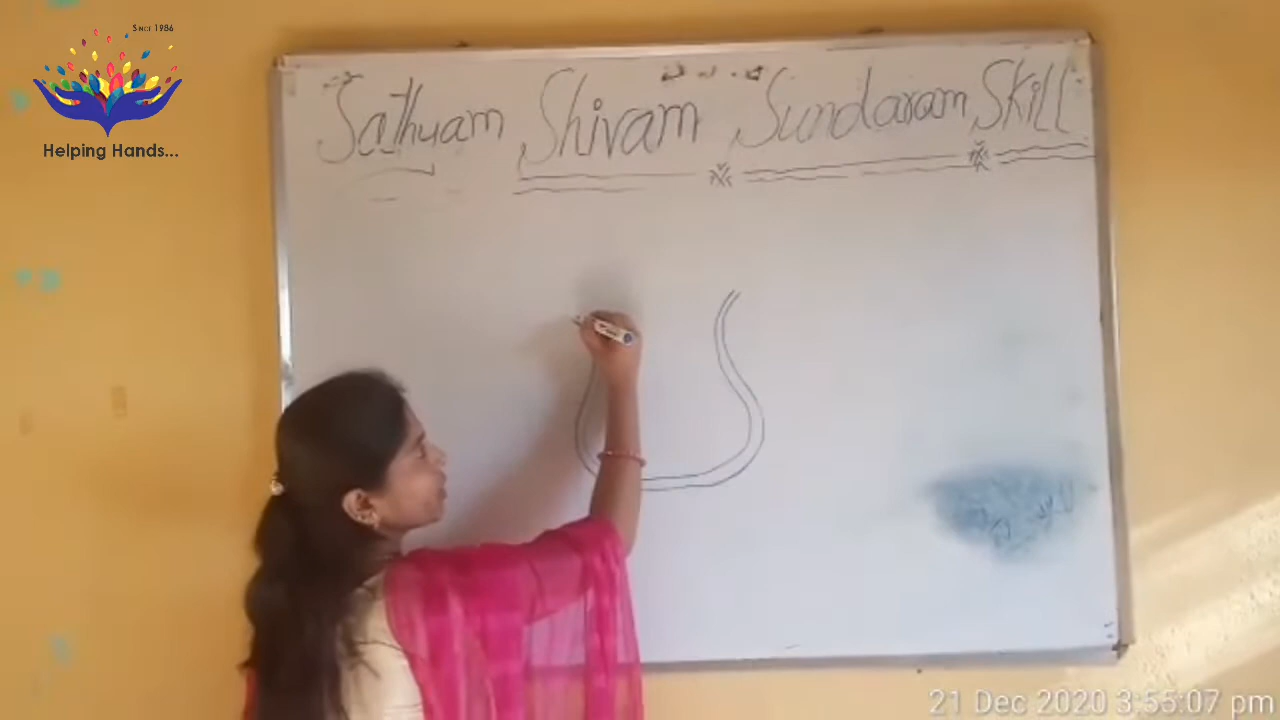 Since 1986
Helping Hands...
Sathyam Shivam Sundaram Skill
21 Dec 2020 3:55:07 pm